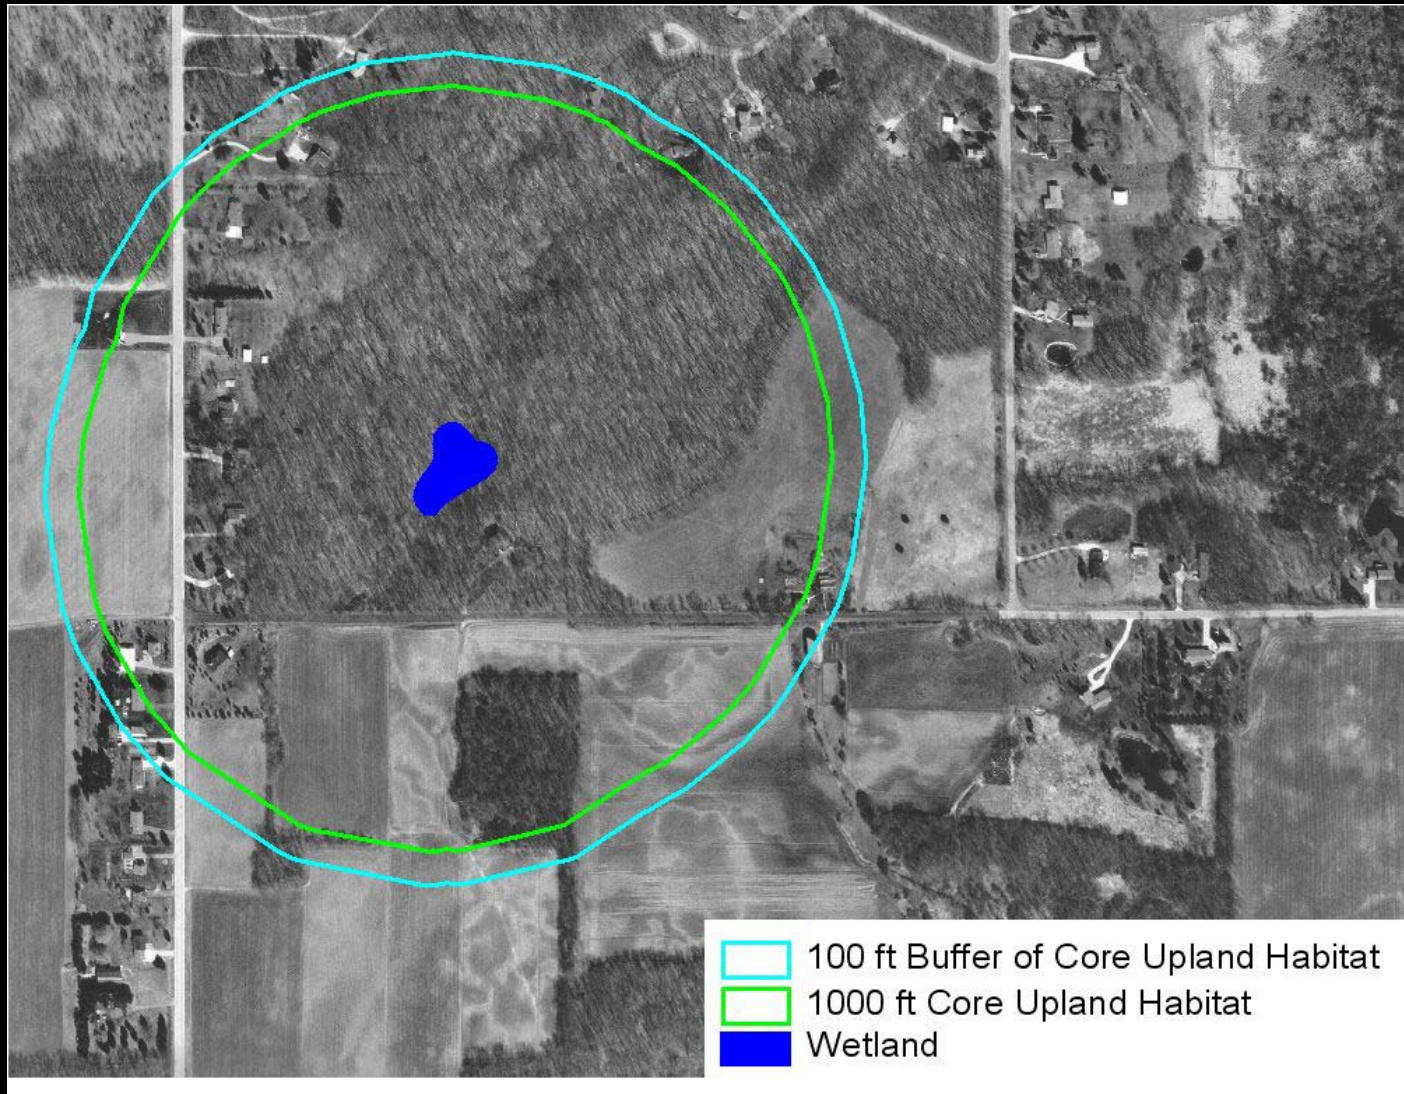 100 ft Buffer of Core Upland Habitat
1000 ft Core Upland Habitat
Wetland